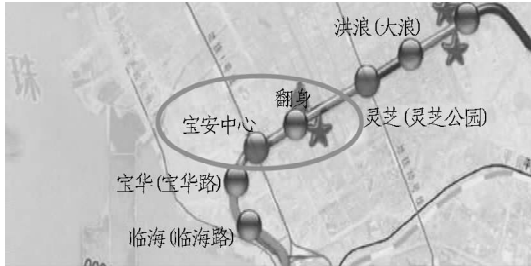 洪浪(大浪)
珠
翻身
灵芝(灵芝公园)
宝安中心
宝华(宝华路)
临海(临海路)